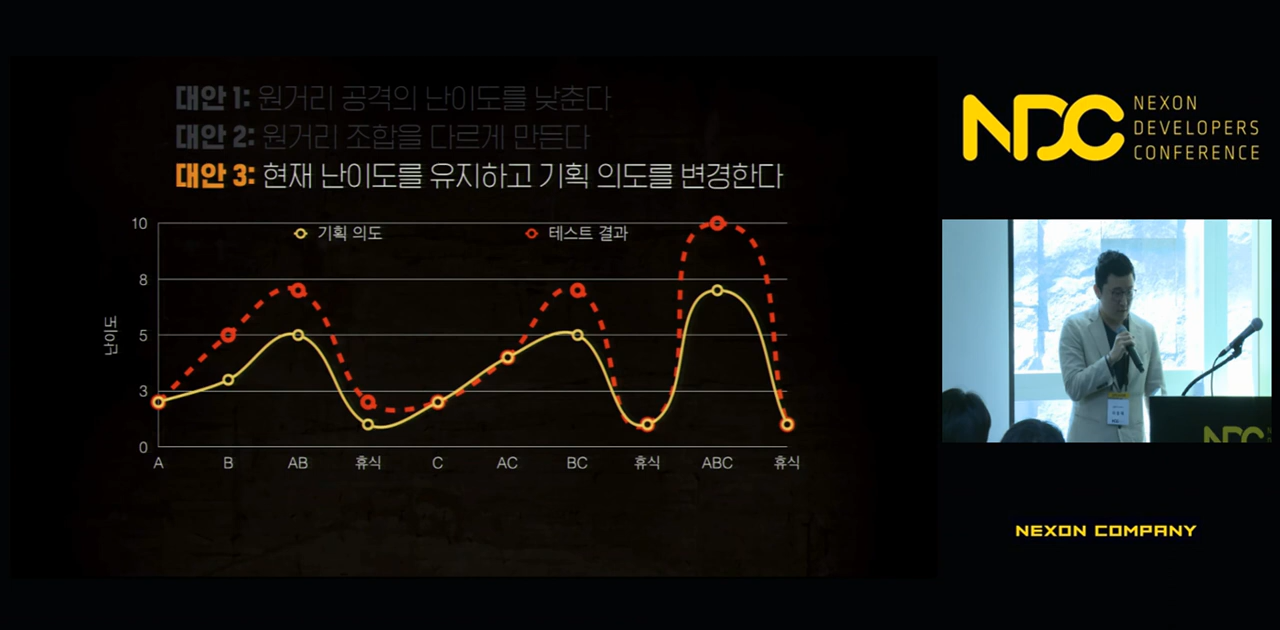 대안 1: 원거리 공격의 난이도를 낮춘다
대안 2: 원거리 조합을 다르게 만든다
대안 3: 현재 난이도를 유지하고 기획 의도를 변경한다
기획 의도
테스트 결과
난이도
10
8
5
3
0
A
B
AB
휴식
C
AC
BC
휴식
ABC
휴식
NDC
NEXON
DEVELOPERS
CONFERENCE
NDC
NEXON COMPANY